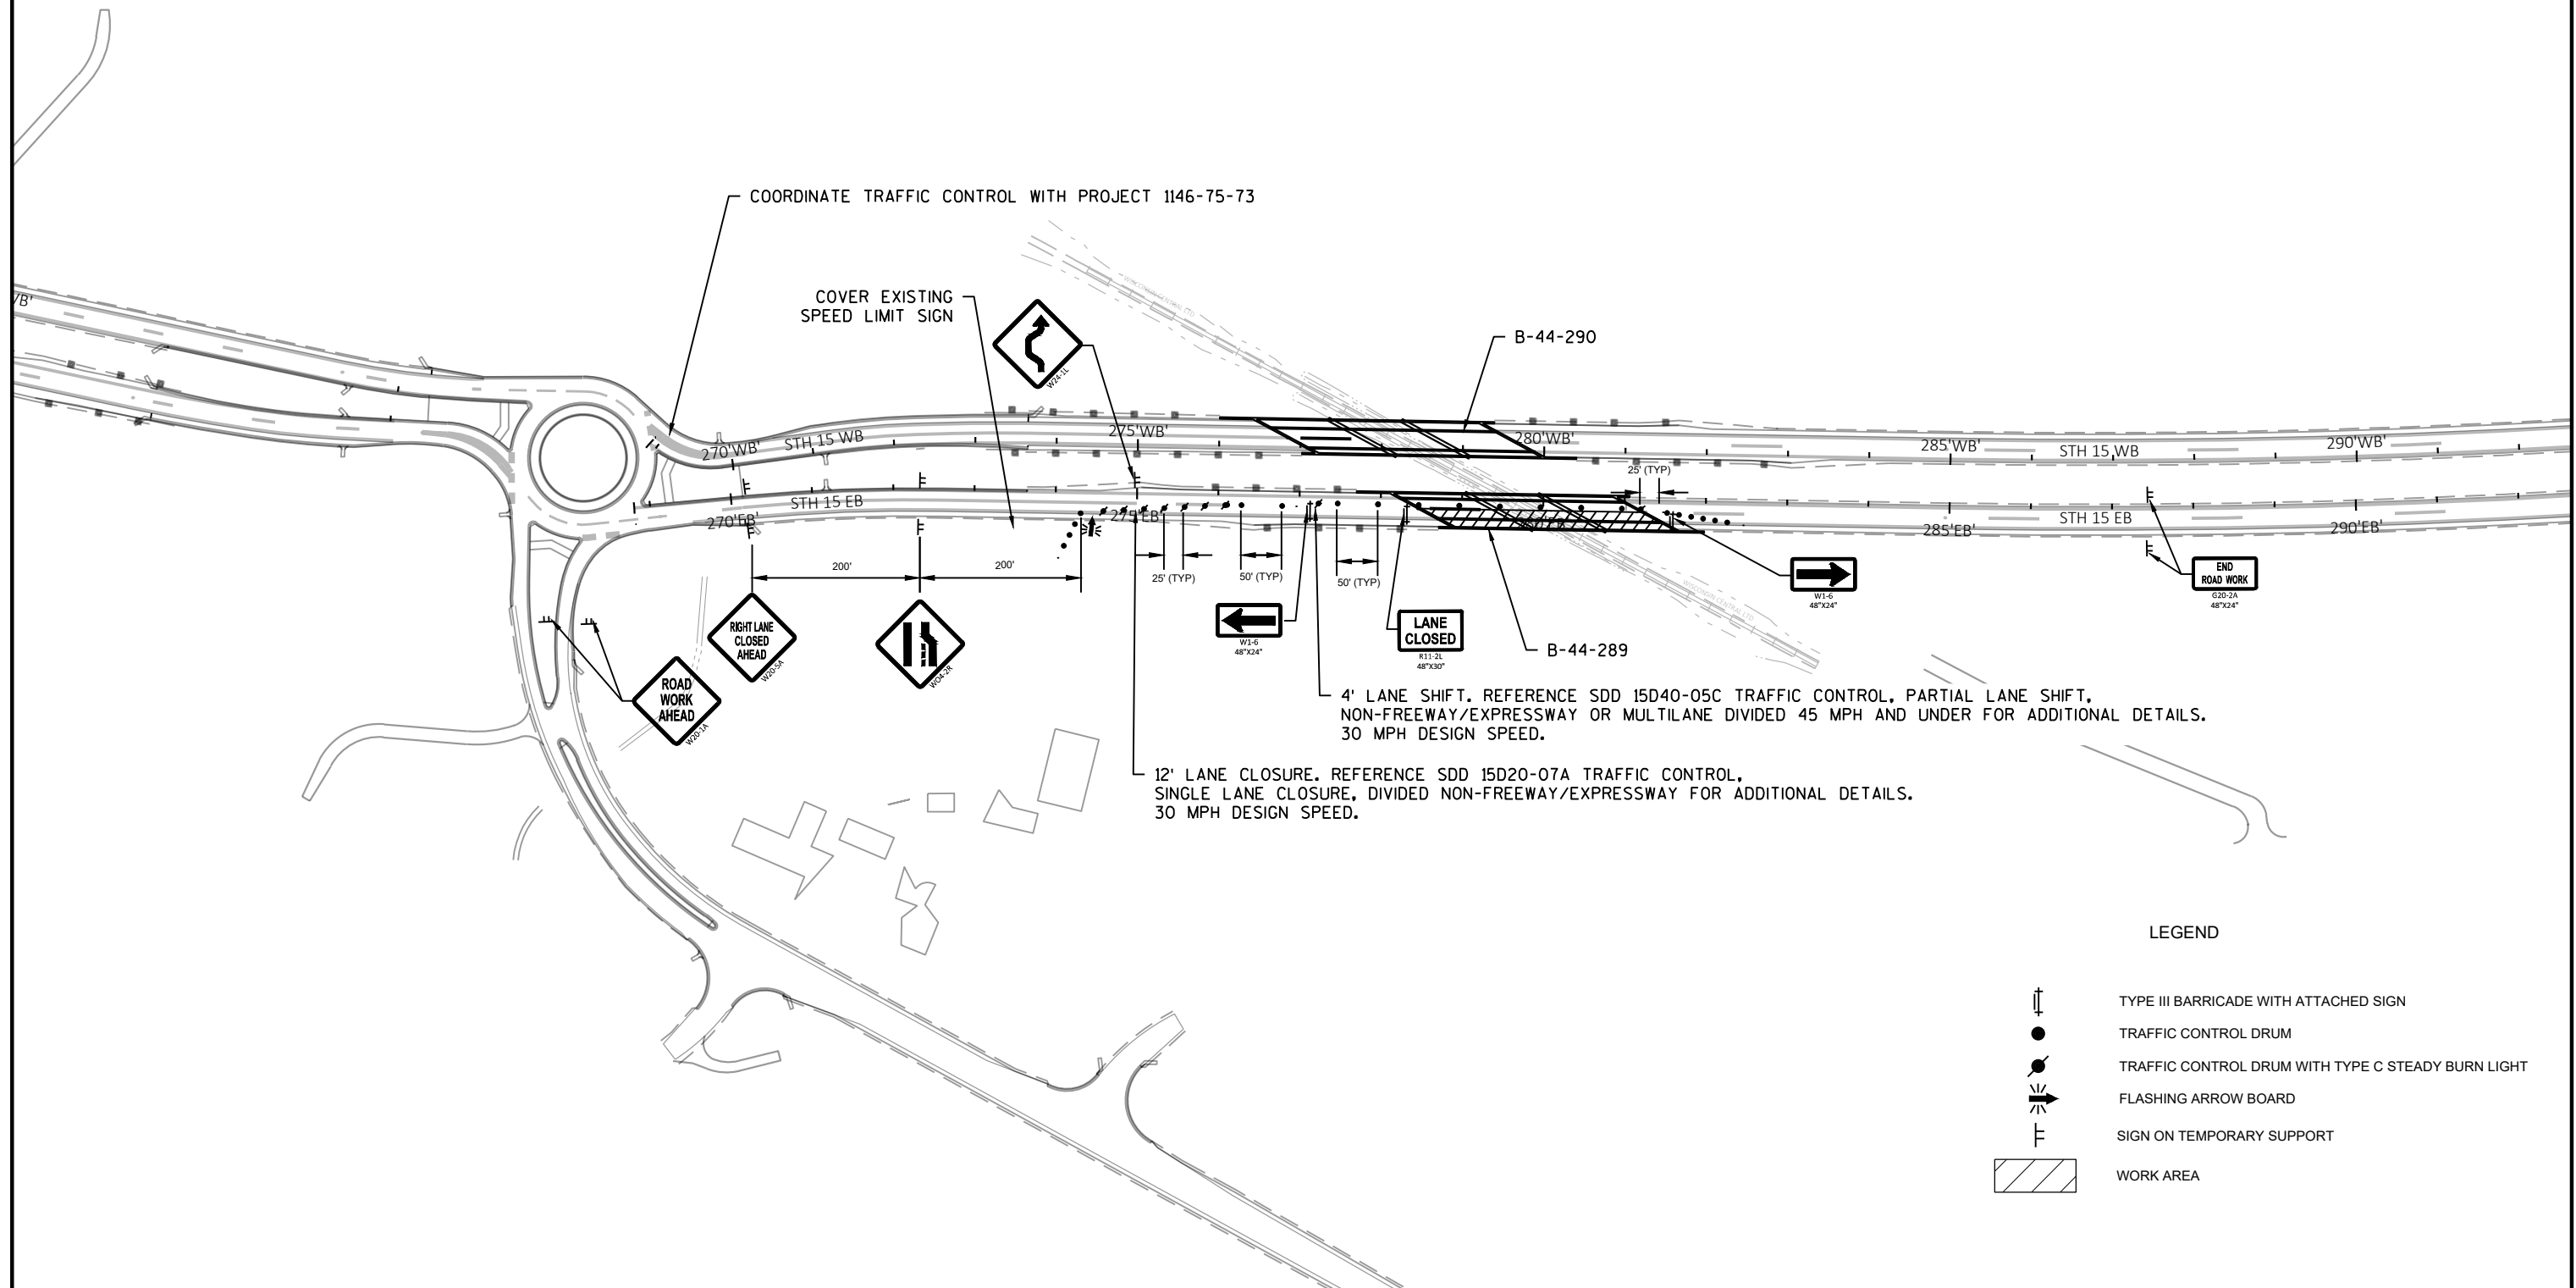 COORDINATE TRAFFIC CONTROL WITH PROJECT 1146-75-73
COVER EXISTING
SPEED LIMIT SIGN
W24-1L
WISCONSIN CENTRAL LTD
B-44-290
/B'
270'WB'
STH 15 WB
275'WB'
280'WB'
285'WB'
STH 15 WB
290'WB'
25' (TYP)
270'EB'
STH 15 EB
275'EB'
285'EB'
STH 15 EB
290'EB'
200'
200'
25' (TYP)
50' (TYP)
50' (TYP)
WISCONSIN CENTRAL LTD
W1-6
48"X24"
END
ROAD WORK
G20-2A
48"X24"
W1-6
48"X24"
LANE
CLOSED
R11-2L
48"X30"
B-44-289
RIGHT LANE
CLOSED
AHEAD
W20-5A
WO4-2R
ROAD
WORK
AHEAD
W20-1A
4' LANE SHIFT. REFERENCE SDD 15D40-05C TRAFFIC CONTROL, PARTIAL LANE SHIFT,
NON-FREEWAY/EXPRESSWAY OR MULTILANE DIVIDED 45 MPH AND UNDER FOR ADDITIONAL DETAILS.
30 MPH DESIGN SPEED.
12' LANE CLOSURE. REFERENCE SDD 15D20-07A TRAFFIC CONTROL,
SINGLE LANE CLOSURE, DIVIDED NON-FREEWAY/EXPRESSWAY FOR ADDITIONAL DETAILS.
30 MPH DESIGN SPEED.
LEGEND
TYPE III BARRICADE WITH ATTACHED SIGN
TRAFFIC CONTROL DRUM
TRAFFIC CONTROL DRUM WITH TYPE C STEADY BURN LIGHT
FLASHING ARROW BOARD
SIGN ON TEMPORARY SUPPORT
WORK AREA